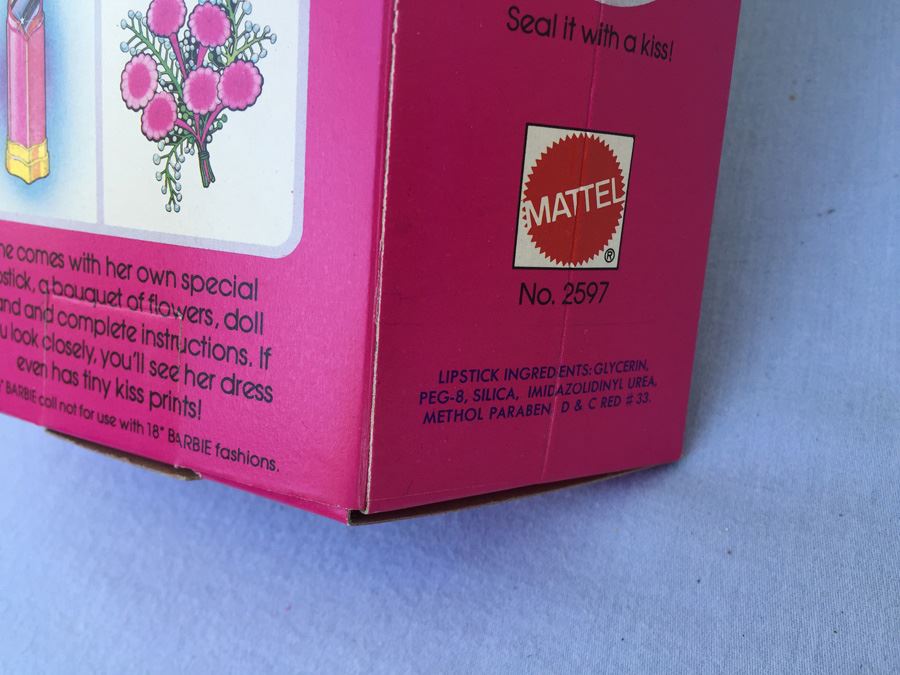 comes with her own special
a bouquet of flowers, doll
and complete instructions. If
look closely, you'll see her dress
even has tiny kiss prints!
BARBIE doll not for use with 18" BARBIE fashions.
Seal it with a kiss!
MATTEL
®
No. 2597
LIPSTICK INGREDIENTS: GLYCERIN,
PEG-8, SILICA, IMIDAZOLIDINYL UREA,
METHOL PARABEN D & C RED # 33.